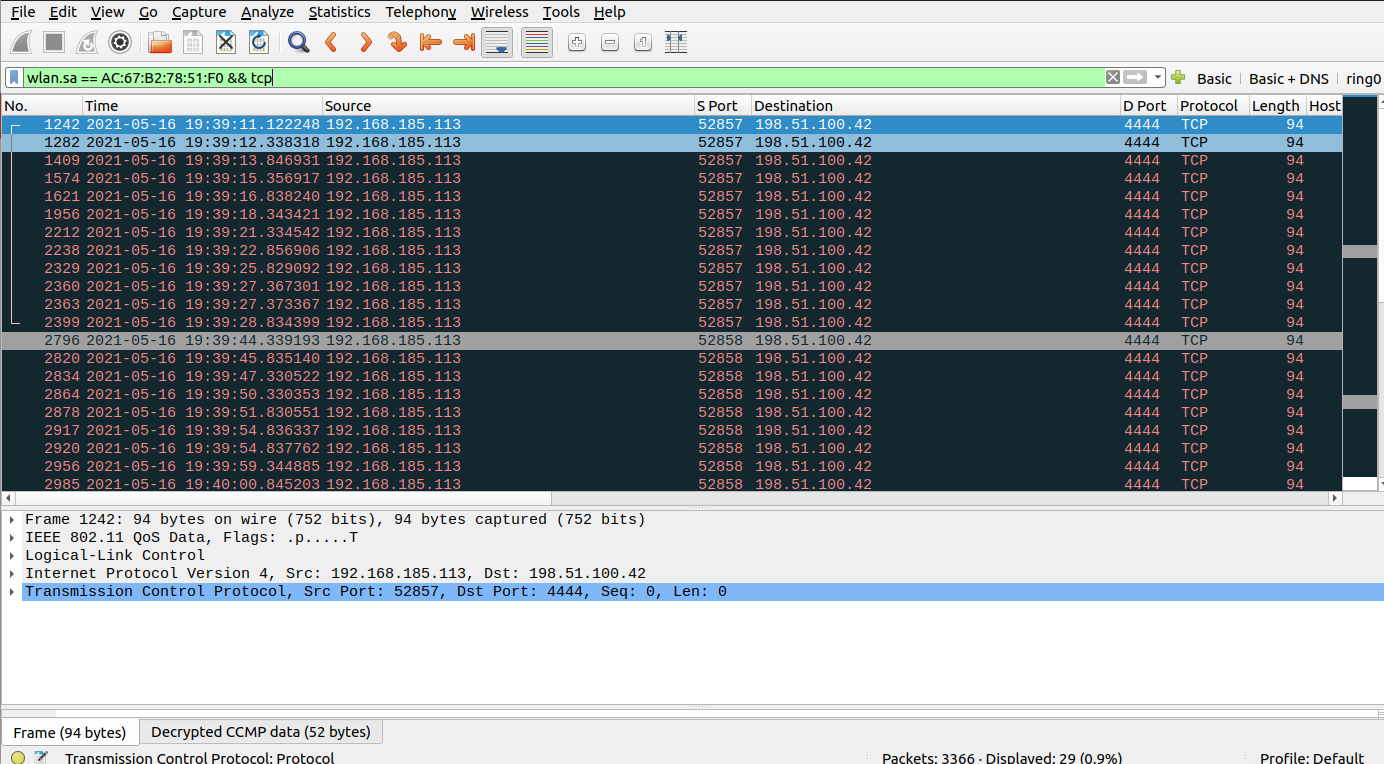 File Edit View Go Capture Analyze Statistics Telephony Wireless Tools Help
wlan.sa == AC:67:B2:78:51:F0 && tcp Basic Basic + DNS ring0
No. Time Source S Port Destination D Port Protocol Length Host
1242 2021-05-16 19:39:11.122248 192.168.185.113 52857 198.51.100.42 4444 TCP 94
1282 2021-05-16 19:39:12.338318 192.168.185.113 52857 198.51.100.42 4444 TCP 94
1409 2021-05-16 19:39:13.846931 192.168.185.113 52857 198.51.100.42 4444 TCP 94
1574 2021-05-16 19:39:15.356917 192.168.185.113 52857 198.51.100.42 4444 TCP 94
1621 2021-05-16 19:39:16.838240 192.168.185.113 52857 198.51.100.42 4444 TCP 94
1956 2021-05-16 19:39:18.343421 192.168.185.113 52857 198.51.100.42 4444 TCP 94
2212 2021-05-16 19:39:21.334542 192.168.185.113 52857 198.51.100.42 4444 TCP 94
2238 2021-05-16 19:39:22.856906 192.168.185.113 52857 198.51.100.42 4444 TCP 94
2329 2021-05-16 19:39:25.829092 192.168.185.113 52857 198.51.100.42 4444 TCP 94
2360 2021-05-16 19:39:27.367301 192.168.185.113 52857 198.51.100.42 4444 TCP 94
2363 2021-05-16 19:39:27.373367 192.168.185.113 52857 198.51.100.42 4444 TCP 94
2399 2021-05-16 19:39:28.834399 192.168.185.113 52857 198.51.100.42 4444 TCP 94
2796 2021-05-16 19:39:44.339193 192.168.185.113 52858 198.51.100.42 4444 TCP 94
2820 2021-05-16 19:39:45.835140 192.168.185.113 52858 198.51.100.42 4444 TCP 94
2834 2021-05-16 19:39:47.330522 192.168.185.113 52858 198.51.100.42 4444 TCP 94
2864 2021-05-16 19:39:50.330353 192.168.185.113 52858 198.51.100.42 4444 TCP 94
2878 2021-05-16 19:39:51.830551 192.168.185.113 52858 198.51.100.42 4444 TCP 94
2917 2021-05-16 19:39:54.836337 192.168.185.113 52858 198.51.100.42 4444 TCP 94
2920 2021-05-16 19:39:54.837762 192.168.185.113 52858 198.51.100.42 4444 TCP 94
2956 2021-05-16 19:39:59.344885 192.168.185.113 52858 198.51.100.42 4444 TCP 94
2985 2021-05-16 19:40:00.845203 192.168.185.113 52858 198.51.100.42 4444 TCP 94
Frame 1242: 94 bytes on wire (752 bits), 94 bytes captured (752 bits)
IEEE 802.11 QoS Data, Flags: .p.....T
Logical-Link Control
Internet Protocol Version 4, Src: 192.168.185.113, Dst: 198.51.100.42
Transmission Control Protocol, Src Port: 52857, Dst Port: 4444, Seq: 0, Len: 0
Frame (94 bytes) Decrypted CCMP data (52 bytes)
Transmission Control Protocol: Protocol Packets: 3366 · Displayed: 29 (0.9%) Profile: Default